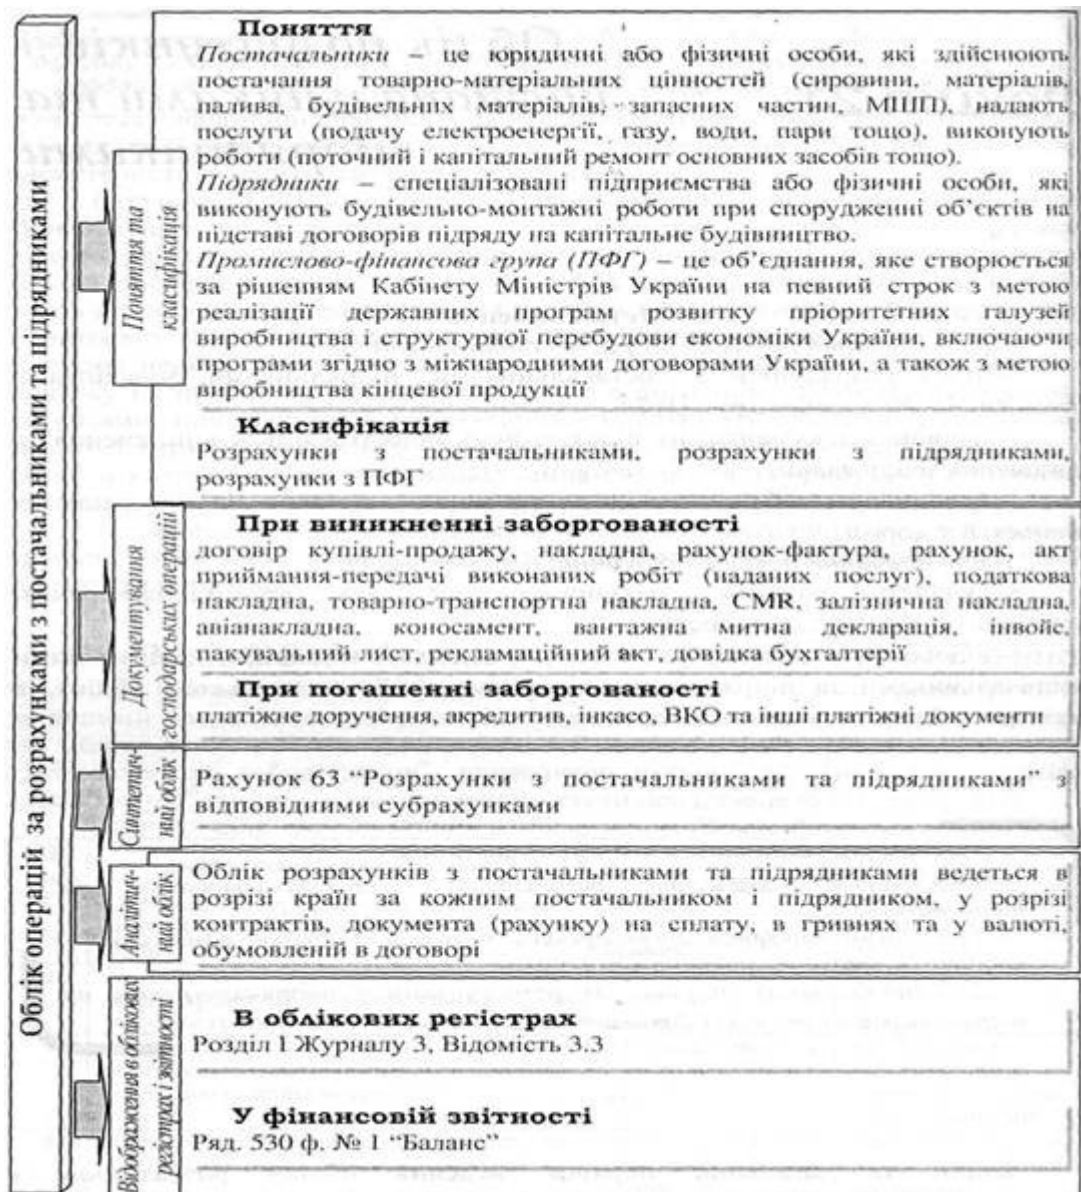 Облік операцій за розрахунками з постачальниками та підрядниками
Поняття та
класифікація
Поняття
Постачальники – це юридичні або фізичні особи, які здійснюють
постачання товарно-матеріальних цінностей (сировини, матеріалів,
палива, будівельних матеріалів, запасних частин, МШП), надають
послуги (подачу електроенергії, газу, води, пари тощо), виконують
роботи (поточний і капітальний ремонт основних засобів тощо).
Підрядники – спеціалізовані підприємства або фізичні особи, які
виконують будівельно-монтажні роботи при спорудженні об’єктів на
підставі договорів підряду на капітальне будівництво.
Промислово-фінансова група (ПФГ) – це об’єднання, яке створюється
за рішенням Кабінету Міністрів України на певний строк з метою
реалізації державних програм розвитку пріоритетних галузей
виробництва і структурної перебудови економіки України, включаючи
програми згідно з міжнародними договорами України, а також з метою
виробництва кінцевої продукції
Класифікація
Розрахунки з постачальниками, розрахунки з підрядниками,
розрахунки з ПФГ
Документування
господарських операцій
При виникненні заборгованості
договір купівлі-продажу, накладна, рахунок-фактура, рахунок, акт
приймання-передачі виконаних робіт (наданих послуг), податкова
накладна, товарно-транспортна накладна, CMR, залізнична накладна,
авіанакладна, коносамент, вантажна митна декларація, інвойс,
пакувальний лист, рекламаційний акт, довідка бухгалтерії
При погашенні заборгованості
платіжне доручення, акредитив, інкасо, ВКО та інші платіжні документи
Синтетич-
ний облік
Рахунок 63 “Розрахунки з постачальниками та підрядниками” з
відповідними субрахунками
Аналітич-
ний облік
Облік розрахунків з постачальниками та підрядниками ведеться в
розрізі країн за кожним постачальником і підрядником, у розрізі
контрактів, документа (рахунку) на сплату, в гривнях та у валюті,
обумовленій в договорі
Відображення в облікових
регістрах і звітності
В облікових регістрах
Розділ І Журналу 3, Відомість 3.3
У фінансовій звітності
Ряд. 530 ф. № 1 “Баланс”